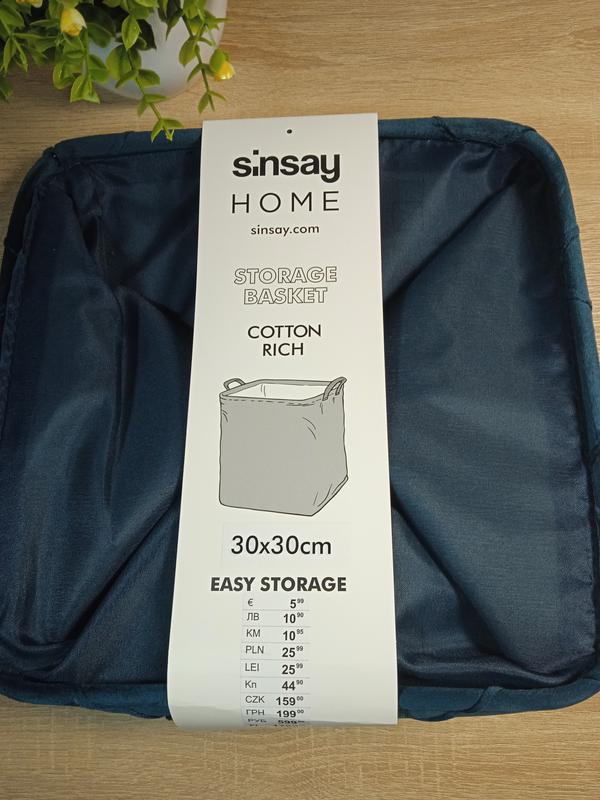 sinsay
HOME
sinsay.com
STORAGE
BASKET
COTTON
RICH
30x30cm
EASY STORAGE
€ 5⁹⁹
ЛВ 10⁹⁰
KM 10⁹⁵
PLN 25⁹⁹
LEI 25⁹⁹
Kn 44⁹⁰
CZK 159⁰⁰
ГРН 199⁰⁰
РУБ